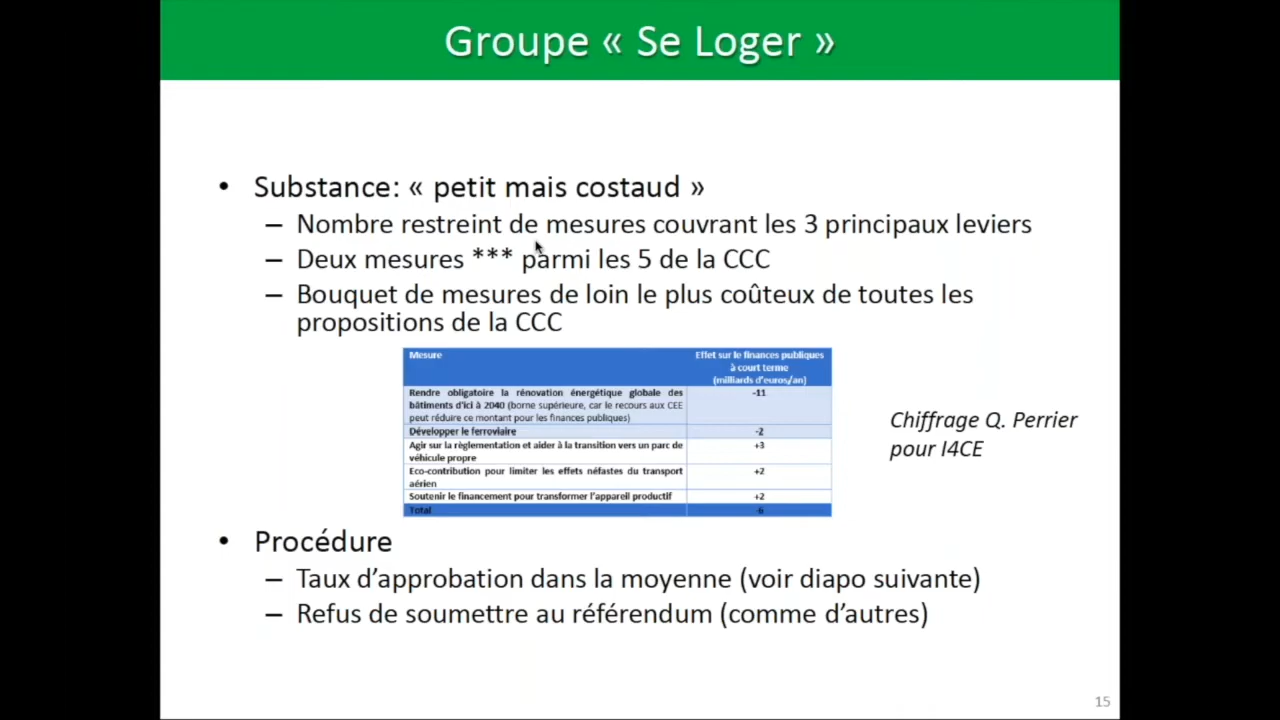 Groupe « Se Loger »
• Substance: « petit mais costaud »
– Nombre restreint de mesures couvrant les 3 principaux leviers
– Deux mesures *** parmi les 5 de la CCC
– Bouquet de mesures de loin le plus coûteux de toutes les
propositions de la CCC
Mesure Effet sur le finances publiques
à court terme
(milliards d'euros/an)
Rendre obligatoire la rénovation énergétique globale des -11
bâtiments d'ici à 2040 (borne supérieure, car le recours aux CEE
peut réduire ce montant pour les finances publiques)
Développer le ferroviaire -2
Agir sur la règlementation et aider à la transition vers un parc de +3
véhicule propre
Eco-contribution pour limiter les effets néfastes du transport +2
aérien
Soutenir le financement pour transformer l'appareil productif +2
Total -6
Chiffrage Q. Perrier
pour I4CE
• Procédure
– Taux d'approbation dans la moyenne (voir diapo suivante)
– Refus de soumettre au référendum (comme d'autres)
15